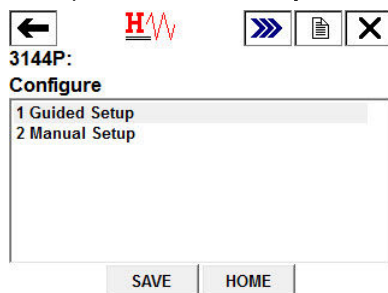 H
3144P:
Configure
1 Guided Setup
2 Manual Setup
SAVE HOME